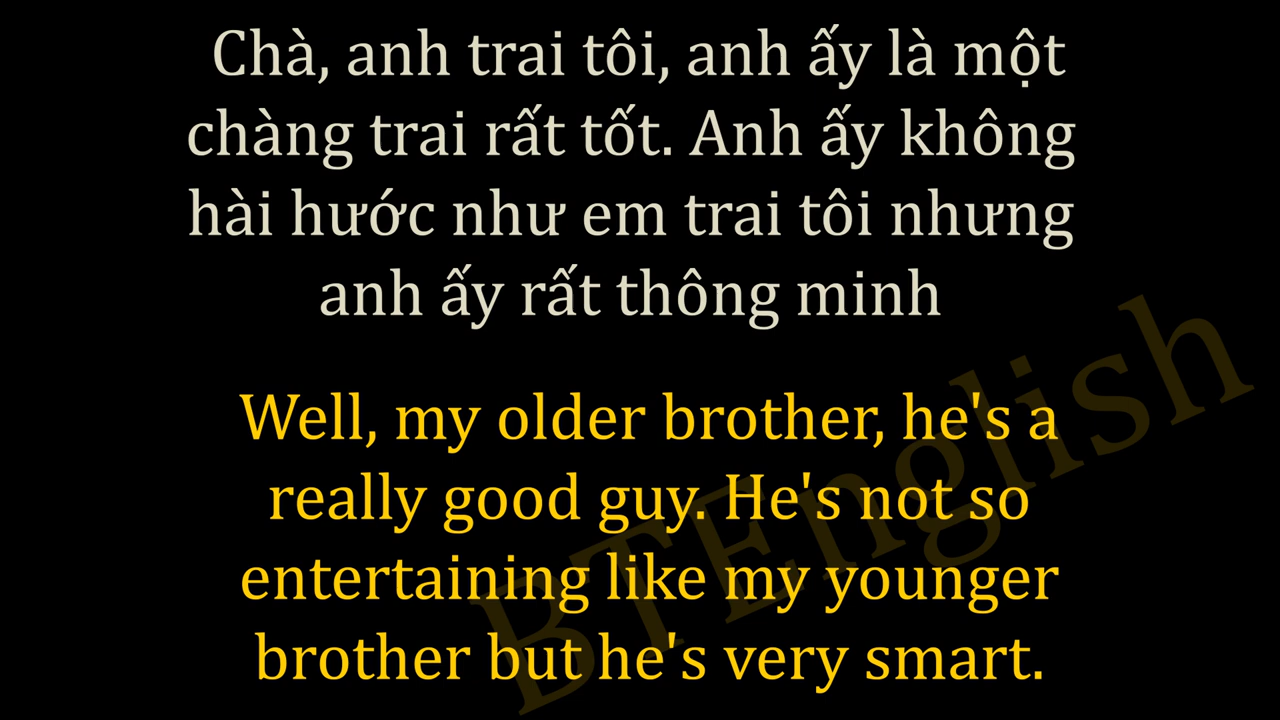 Chà, anh trai tôi, anh ấy là một
chàng trai rất tốt. Anh ấy không
hài hước như em trai tôi nhưng
anh ấy rất thông minh
Well, my older brother, he's a
really good guy. He's not so
entertaining like my younger
brother but he's very smart.
BTEnglish